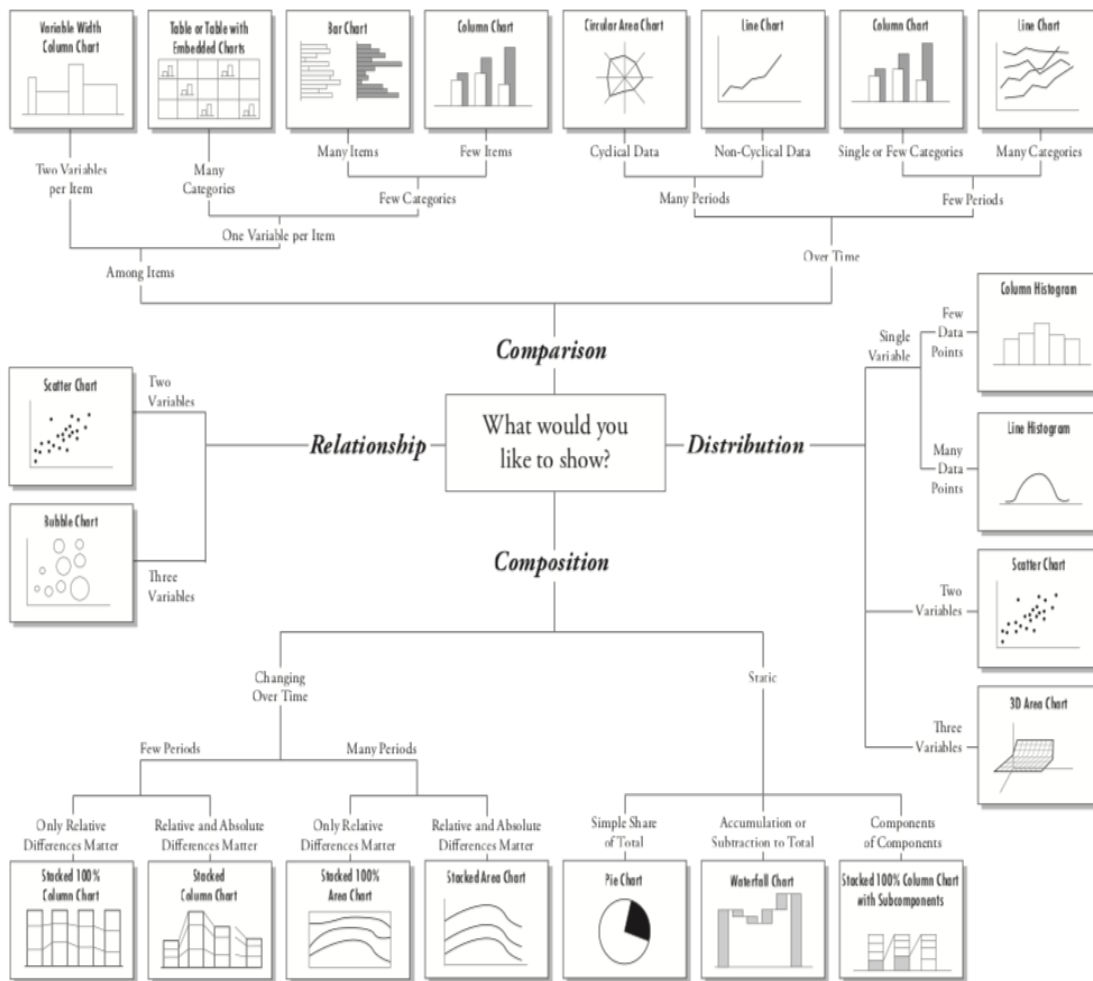 Variable Width
Column Chart
Table or Table with
Embedded Charts
Bar Chart
Column Chart
Circular Area Chart
Line Chart
Column Chart
Line Chart
Two Variables
per Item
Many
Categories
Many Items
Few Items
Cyclical Data
Non-Cyclical Data
Single or Few Categories
Many Categories
Few Categories
Many Periods
Few Periods
One Variable per Item
Among Items
Over Time
Comparison
Relationship
What would you
like to show?
Distribution
Composition
Two
Variables
Scatter Chart
Three
Variables
Bubble Chart
Single
Variable
Few
Data
Points
Column Histogram
Many
Data
Points
Line Histogram
Two
Variables
Scatter Chart
Three
Variables
3D Area Chart
Changing
Over Time
Static
Few Periods
Many Periods
Only Relative
Differences Matter
Relative and Absolute
Differences Matter
Only Relative
Differences Matter
Relative and Absolute
Differences Matter
Simple Share
of Total
Accumulation or
Subtraction to Total
Components
of Components
Stacked 100%
Column Chart
Stacked
Column Chart
Stacked 100%
Area Chart
Stacked Area Chart
Pie Chart
Waterfall Chart
Stacked 100% Column Chart
with Subcomponents